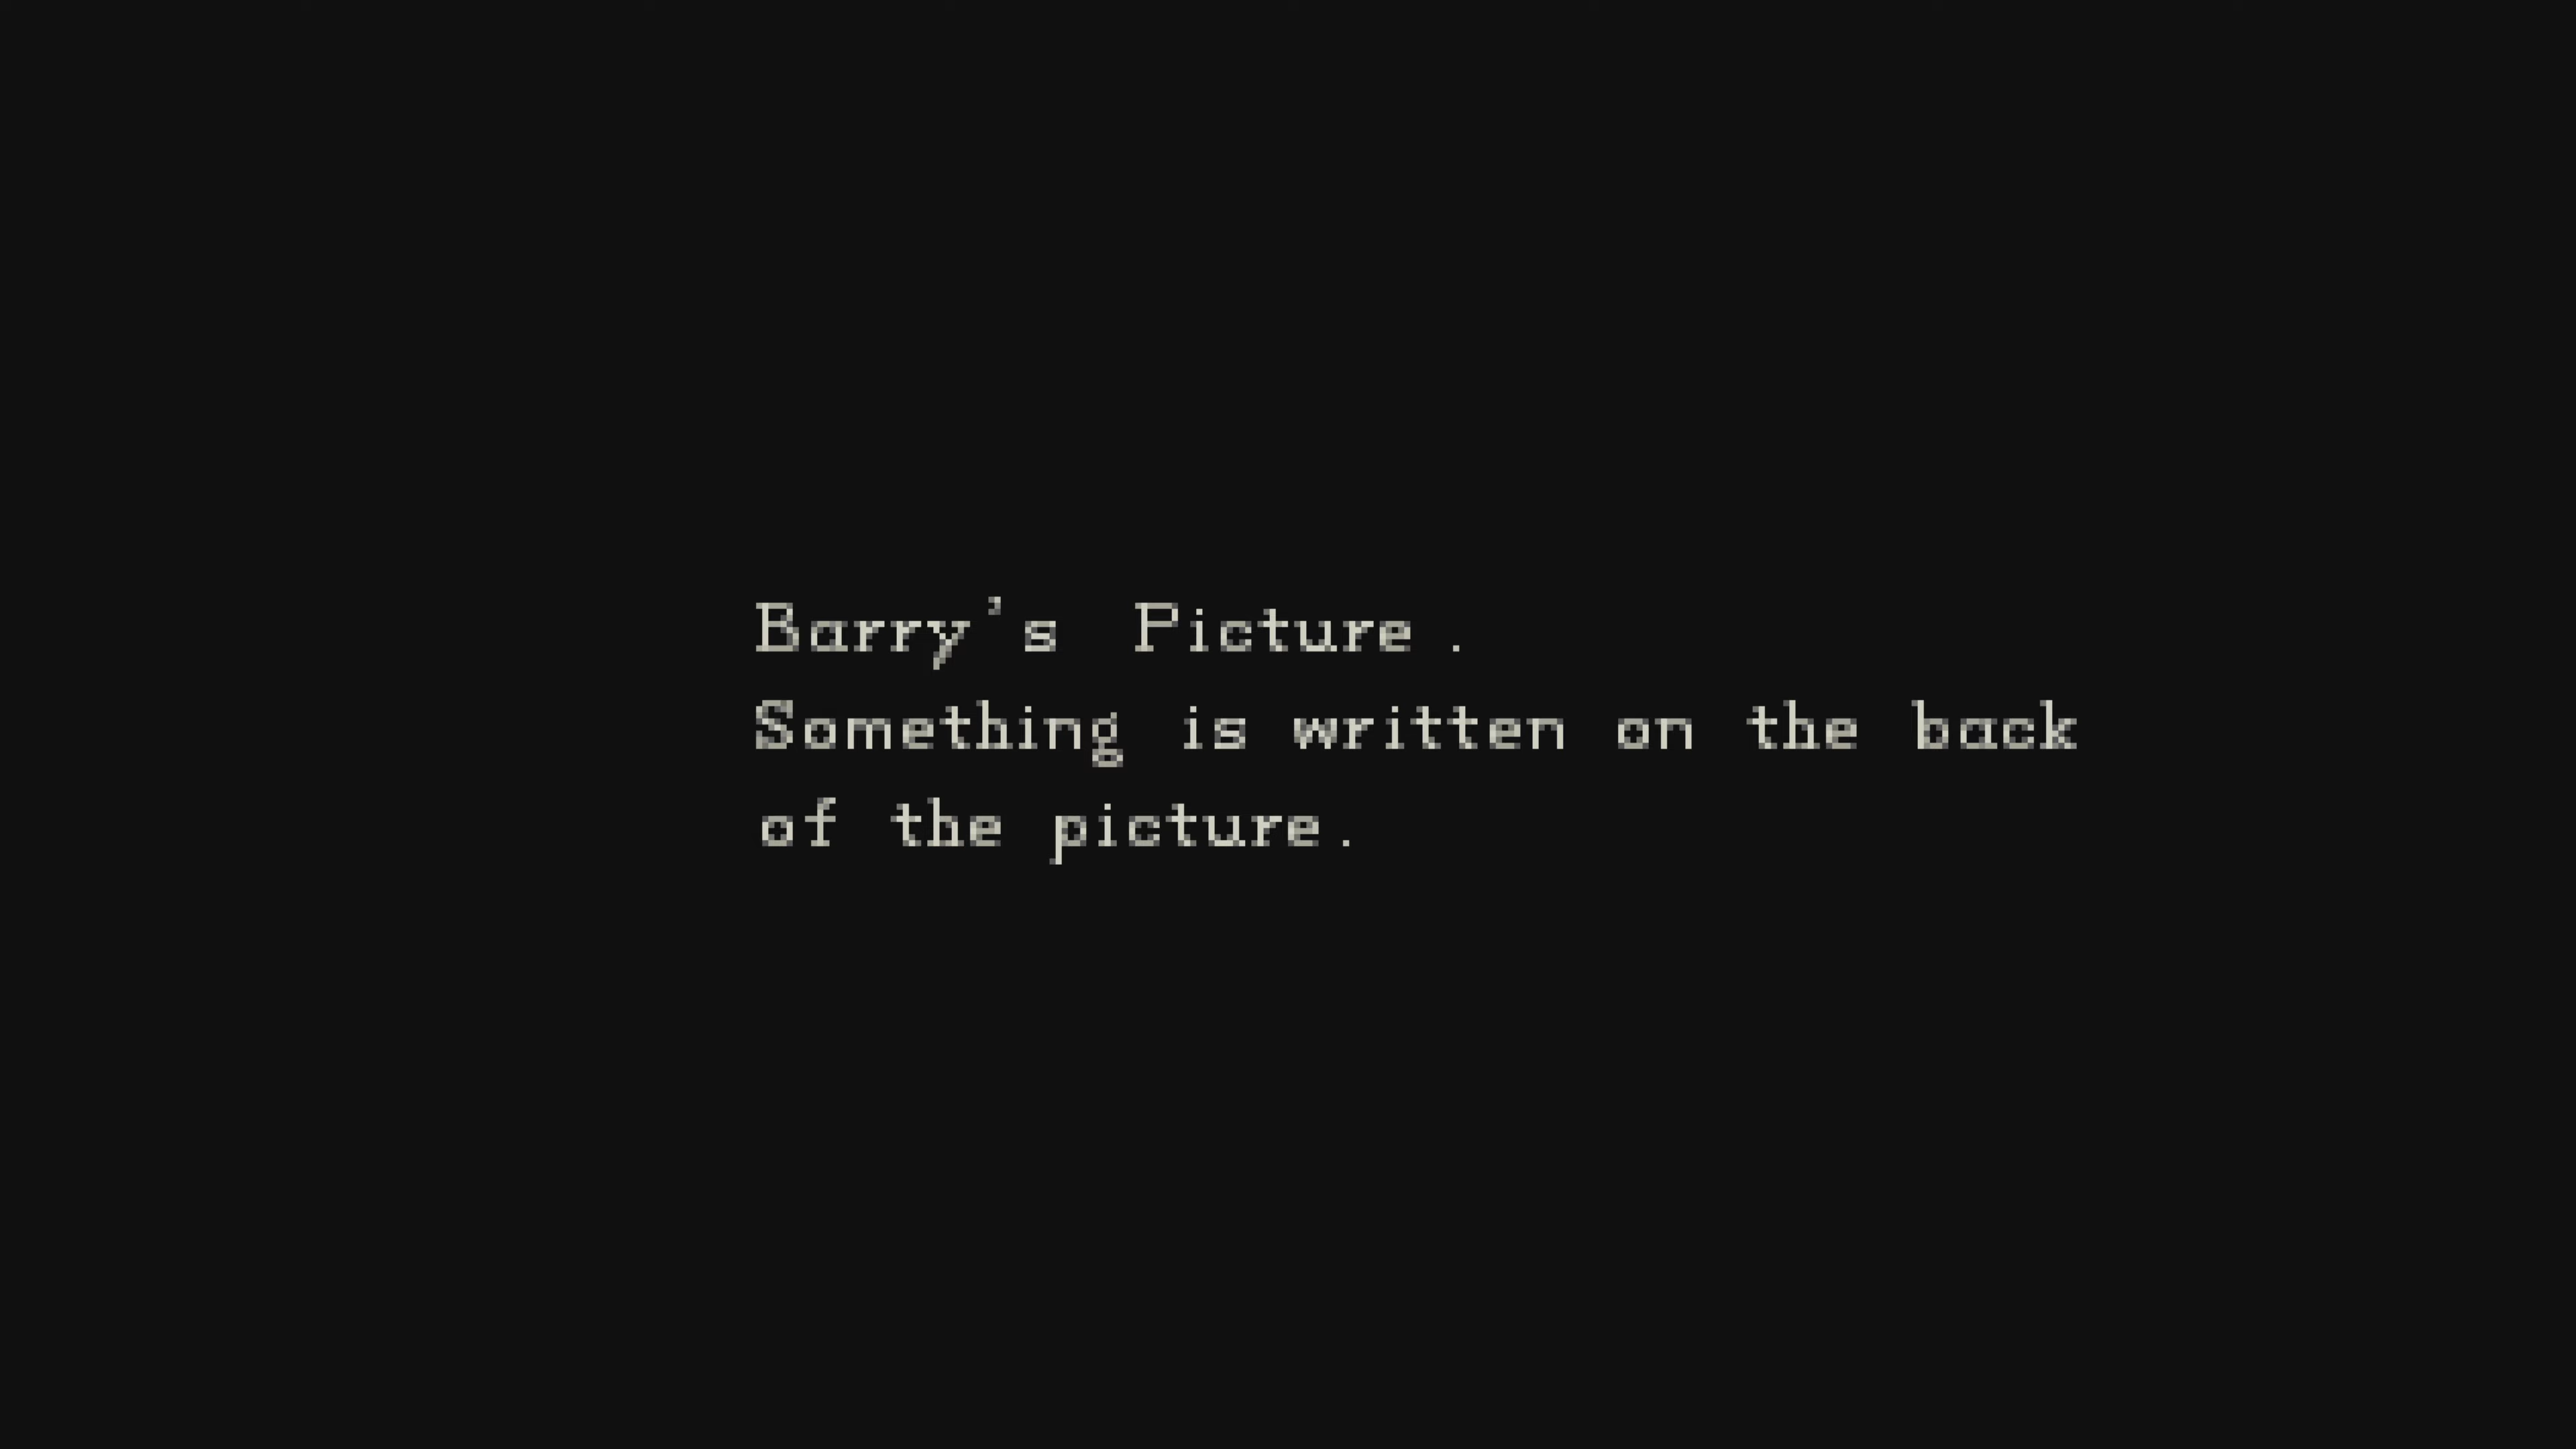 Barry's Picture.
Something is written on the back
of the picture.